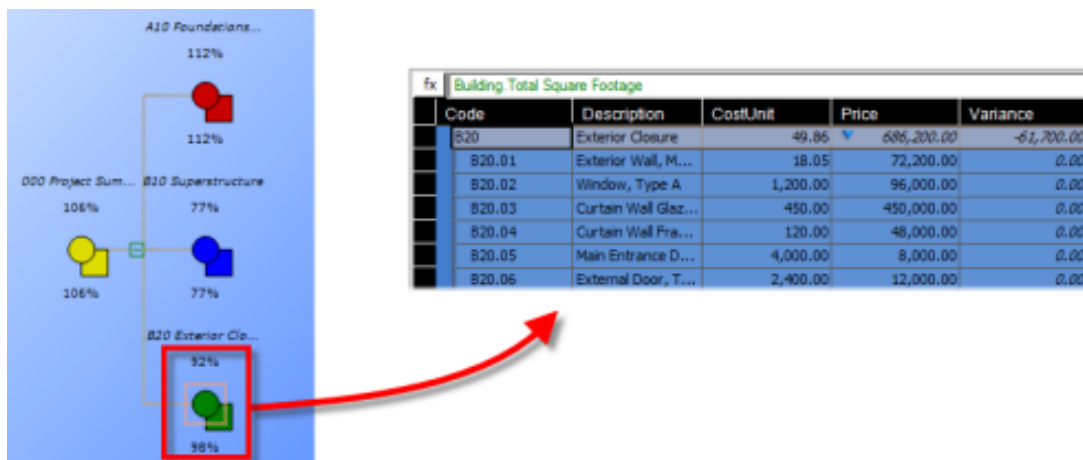 A10 Foundations...
112%
112%
000 Project Sum...
106%
106%
B10 Superstructure
77%
77%
B20 Exterior Clo...
92%
98%
fx Building.Total Square Footage
Code Description CostUnit Price Variance
B20 Exterior Closure 49.86 686,200.00 -61,700.00
B20.01 Exterior Wall, M... 18.05 72,200.00 0.00
B20.02 Window, Type A 1,200.00 96,000.00 0.00
B20.03 Curtain Wall Glaz... 450.00 450,000.00 0.00
B20.04 Curtain Wall Fra... 120.00 48,000.00 0.00
B20.05 Main Entrance D... 4,000.00 8,000.00 0.00
B20.06 External Door, T... 2,400.00 12,000.00 0.00